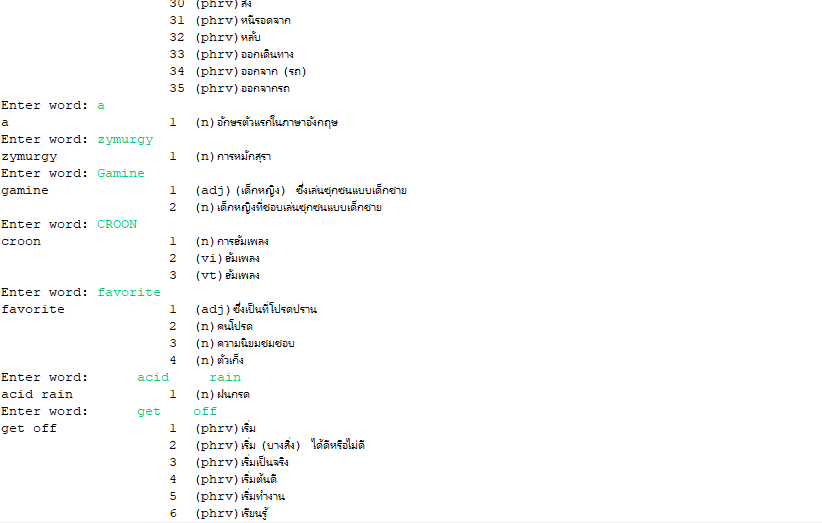 30 (phrv)ส่ง
31 (phrv)หนีรอดจาก
32 (phrv)หลับ
33 (phrv)ออกเดินทาง
34 (phrv)ออกจาก (รถ)
35 (phrv)ออกจากรถ
Enter word: a
a 1 (n)อักษรตัวแรกในภาษาอังกฤษ
Enter word: zymurgy
zymurgy 1 (n)การหมักสุรา
Enter word: Gamine
gamine 1 (adj)(เด็กหญิง) ซึ่งเล่นซุกซนแบบเด็กชาย
2 (n)เด็กหญิงที่ชอบเล่นซุกซนแบบเด็กชาย
Enter word: CROON
croon 1 (n)การฮัมเพลง
2 (vi)ฮัมเพลง
3 (vt)ฮัมเพลง
Enter word: favorite
favorite 1 (adj)ซึ่งเป็นที่โปรดปราน
2 (n)คนโปรด
3 (n)ความนิยมชมชอบ
4 (n)ตัวเก็ง
Enter word: acid rain
acid rain 1 (n)ฝนกรด
Enter word: get off
get off 1 (phrv)เริ่ม
2 (phrv)เริ่ม (บางสิ่ง) ได้ดีหรือไม่ดี
3 (phrv)เริ่มเป็นจริง
4 (phrv)เริ่มต้นดี
5 (phrv)เริ่มทำงาน
6 (phrv)เรียนรู้